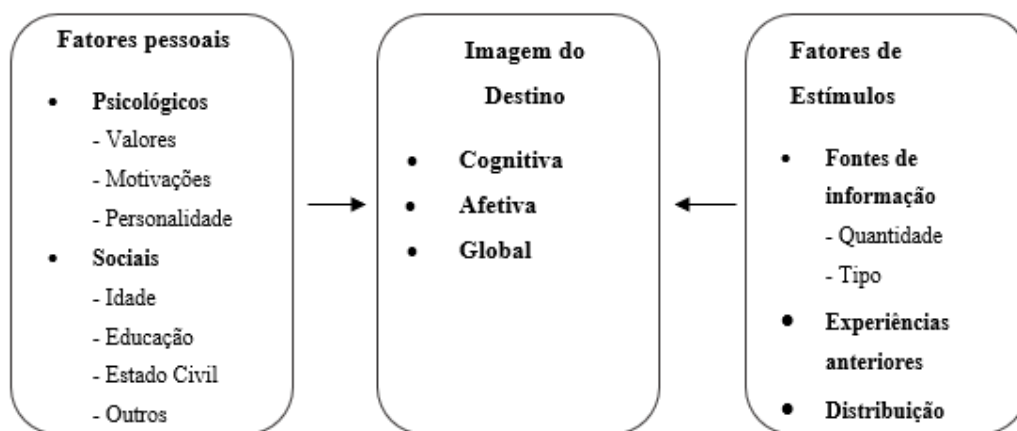 Fatores pessoais
• Psicológicos
- Valores
- Motivações
- Personalidade
• Sociais
- Idade
- Educação
- Estado Civil
- Outros
Imagem do
Destino
• Cognitiva
• Afetiva
• Global
Fatores de
Estímulos
• Fontes de
informação
- Quantidade
- Tipo
• Experiências
anteriores
• Distribuição